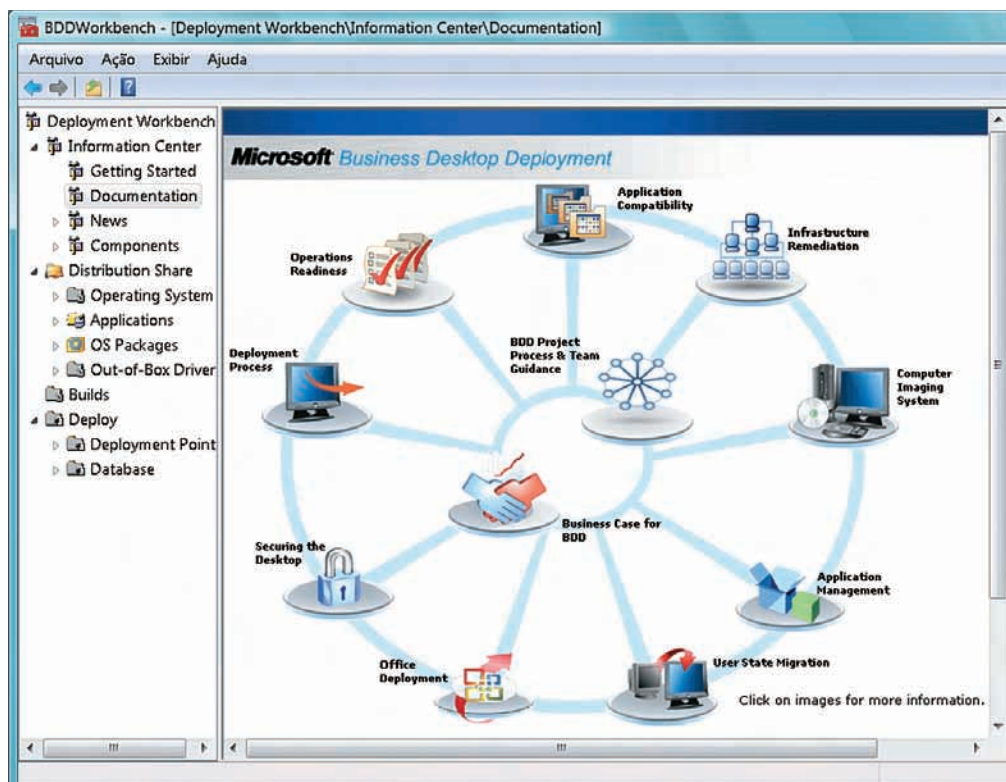 BDDWorkbench - [Deployment Workbench\Information Center\Documentation]
Arquivo Ação Exibir Ajuda
Deployment Workbench
Information Center
Getting Started
Documentation
News
Components
Distribution Share
Operating System
Applications
OS Packages
Out-of-Box Driver
Builds
Deploy
Deployment Point
Database
Microsoft Business Desktop Deployment
Application
Compatibility
Infrastructure
Remediation
Operations
Readiness
BDD Project
Process & Team
Guidance
Deployment
Process
Computer
Imaging
System
Business Case for
BDD
Securing the
Desktop
Application
Management
Office
Deployment
User State Migration
Click on images for more information.